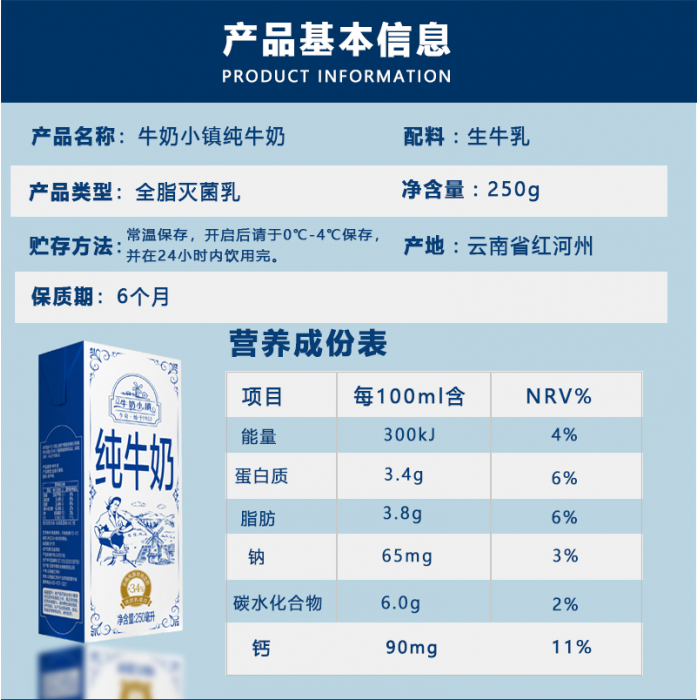 产品基本信息
PRODUCT INFORMATION
产品名称：牛奶小镇纯牛奶
配料：生牛乳
产品类型：全脂灭菌乳
净含量：250g
贮存方法：常温保存，开启后请于0℃-4℃保存，
并在24小时内饮用完。
产地：云南省红河州
保质期：6个月
营养成份表
项目 每100ml含 NRV%
能量 300kJ 4%
蛋白质 3.4g 6%
脂肪 3.8g 6%
钠 65mg 3%
碳水化合物 6.0g 2%
钙 90mg 11%
牛奶小镇
纯牛奶
3.4
净含量:250毫升